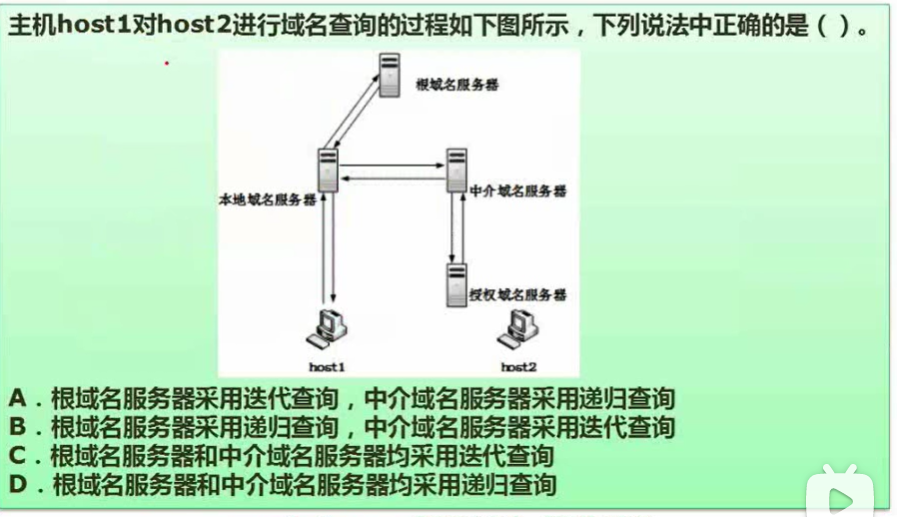 主机host1对host2进行域名查询的过程如下图所示，下列说法中正确的是（ ）。
根域名服务器
本地域名服务器
中介域名服务器
授权域名服务器
host1
host2
A．根域名服务器采用迭代查询，中介域名服务器采用递归查询
B．根域名服务器采用递归查询，中介域名服务器采用迭代查询
C．根域名服务器和中介域名服务器均采用迭代查询
D．根域名服务器和中介域名服务器均采用递归查询